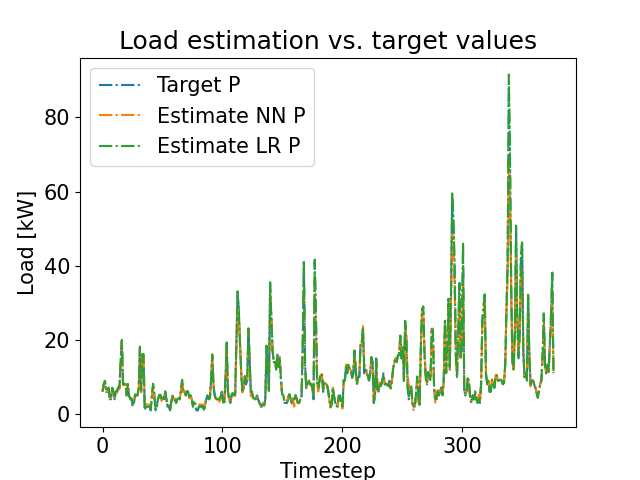 Load estimation vs. target values
Target P
Estimate NN P
Estimate LR P
Load [kW]
80
60
40
20
0
0 100 200 300
Timestep